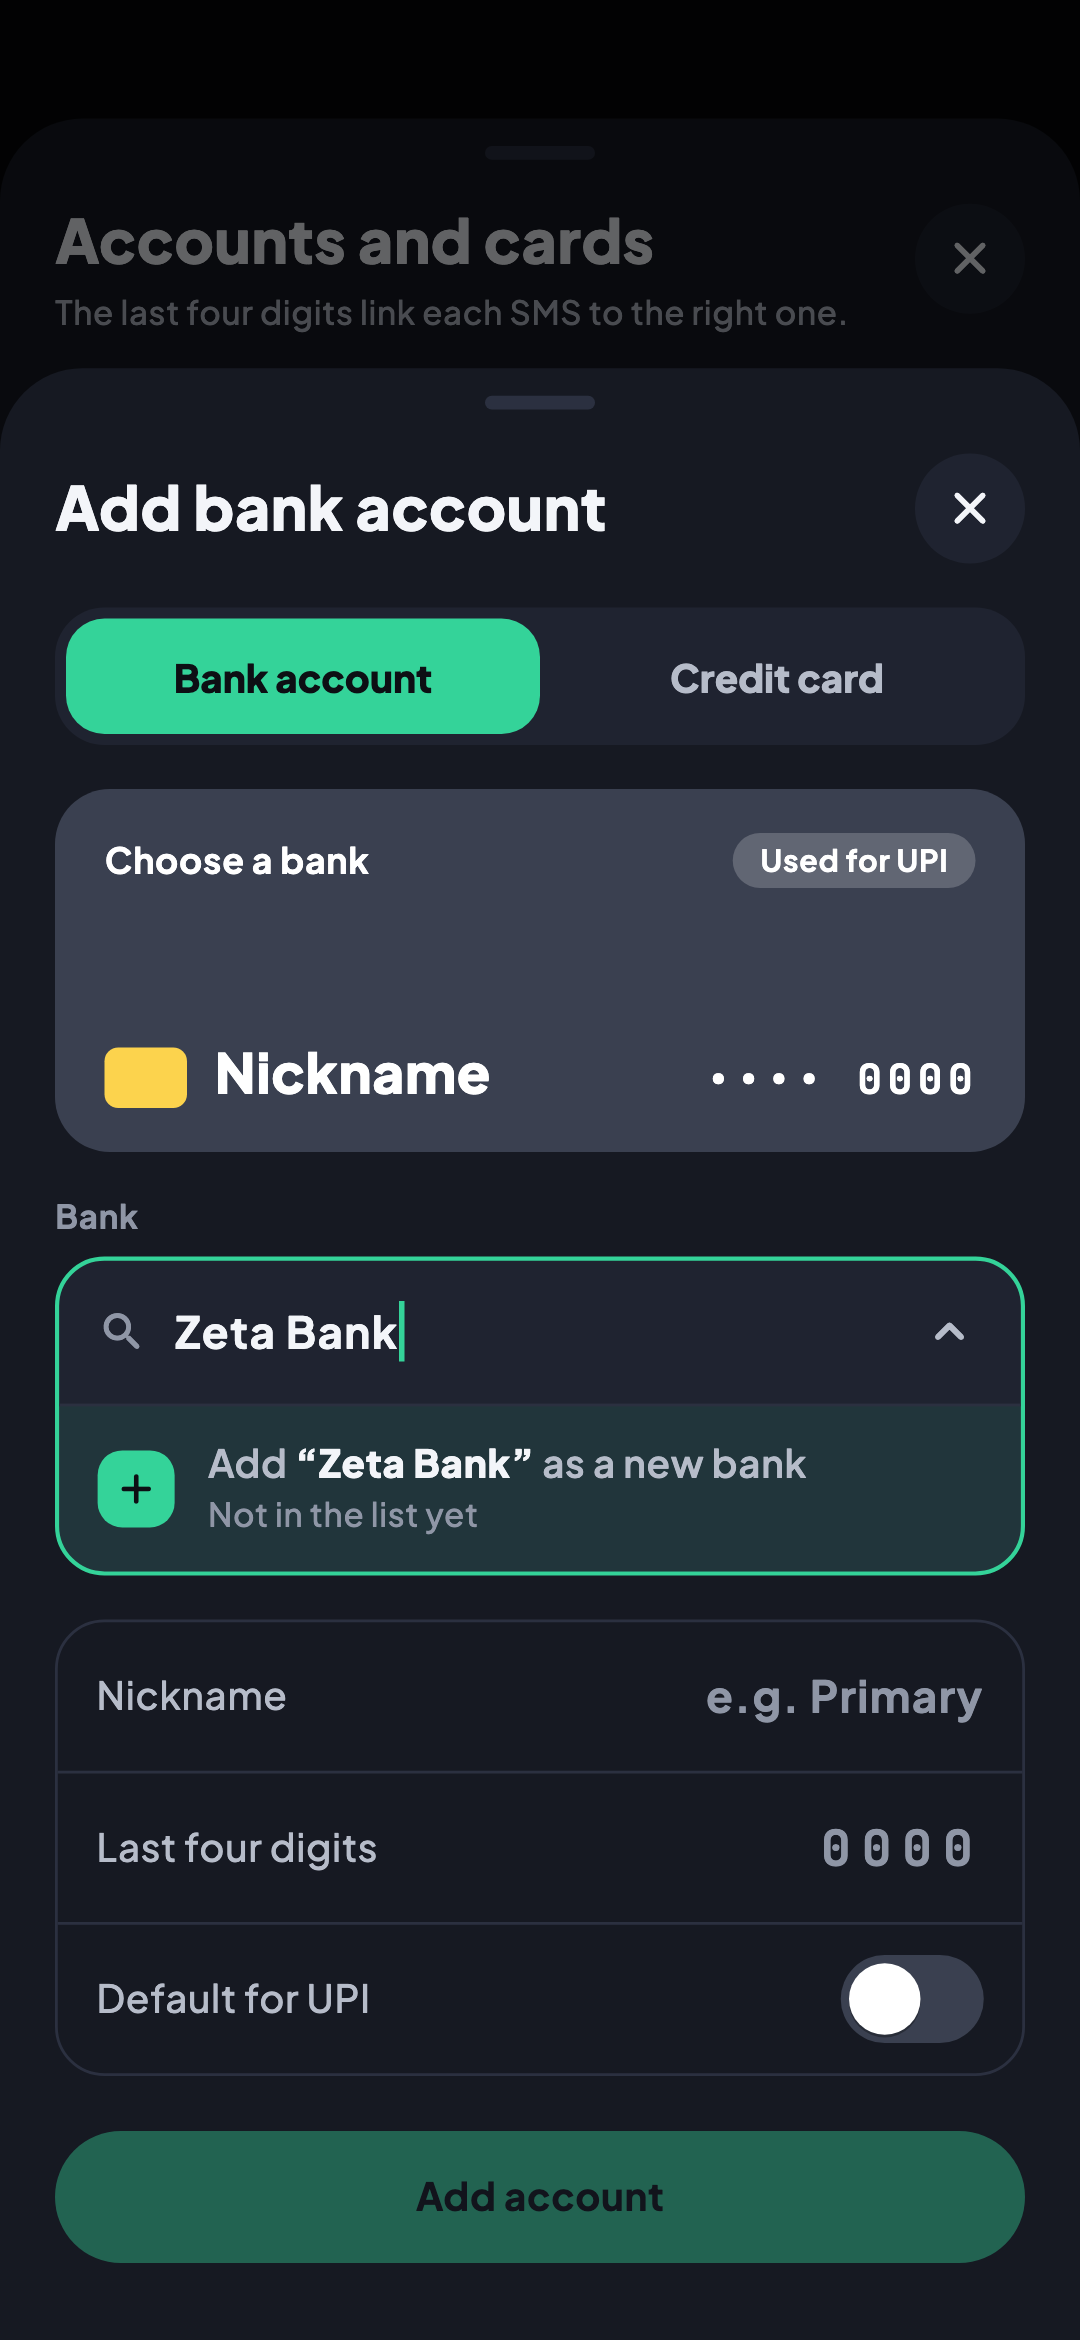 Accounts and cards
The last four digits link each SMS to the right one.
Add bank account
Bank account
Credit card
Choose a bank
Used for UPI
Nickname
•••• 0000
Bank
Zeta Bank
Add “Zeta Bank” as a new bank
Not in the list yet
Nickname
e.g. Primary
Last four digits
0000
Default for UPI
Add account